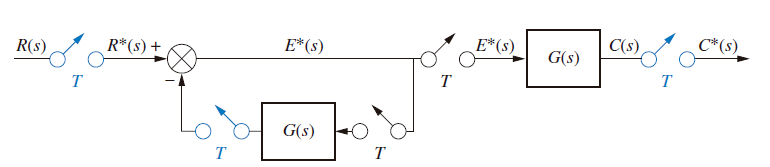 R(s) R*(s) + E*(s) E*(s) G(s) C(s) C*(s)
T T T
−
G(s)
T T